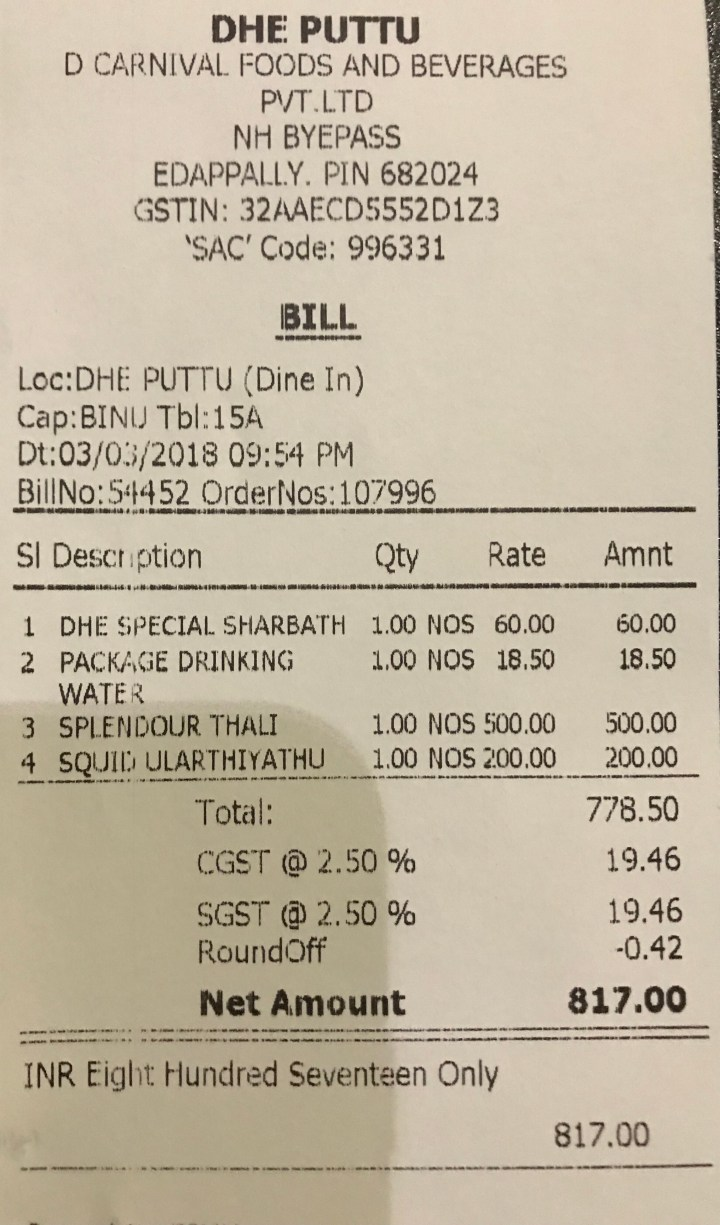 DHE PUTTU
D CARNIVAL FOODS AND BEVERAGES
PVT.LTD
NH BYEPASS
EDAPPALLY. PIN 682024
GSTIN: 32AAECD5552D1Z3
'SAC' Code: 996331
BILL
Loc:DHE PUTTU (Dine In)
Cap:BINU Tbl:15A
Dt:03/03/2018 09:54 PM
BillNo:54452 OrderNos:107996
Sl Description Qty Rate Amnt
1 DHE SPECIAL SHARBATH 1.00 NOS 60.00 60.00
2 PACKAGE DRINKING 1.00 NOS 18.50 18.50
WATER
3 SPLENDOUR THALI 1.00 NOS 500.00 500.00
4 SQUID ULARTHIYATHU 1.00 NOS 200.00 200.00
Total: 778.50
CGST @ 2.50 % 19.46
SGST @ 2.50 % 19.46
RoundOff -0.42
Net Amount 817.00
INR Eight Hundred Seventeen Only
817.00